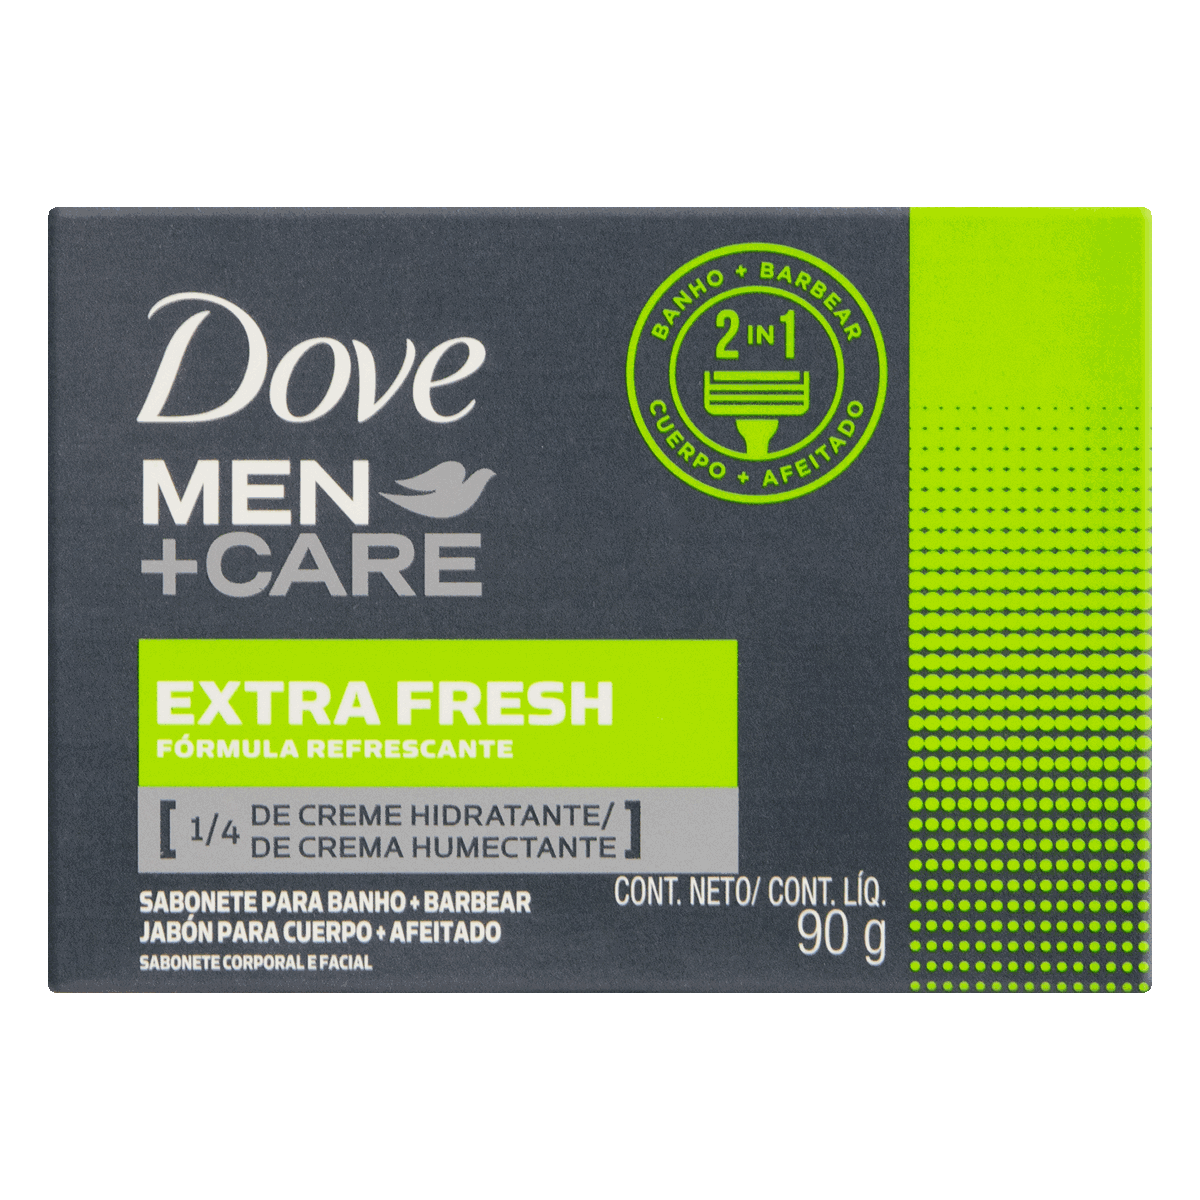 Dove
MEN
+CARE
BANHO + BARBEAR
2 IN 1
CUERPO + AFEITADO
EXTRA FRESH
FÓRMULA REFRESCANTE
[ 1/4 DE CREME HIDRATANTE/
DE CREMA HUMECTANTE ]
CONT. NETO/ CONT. LÍQ.
90 g
SABONETE PARA BANHO + BARBEAR
JABÓN PARA CUERPO + AFEITADO
SABONETE CORPORAL E FACIAL